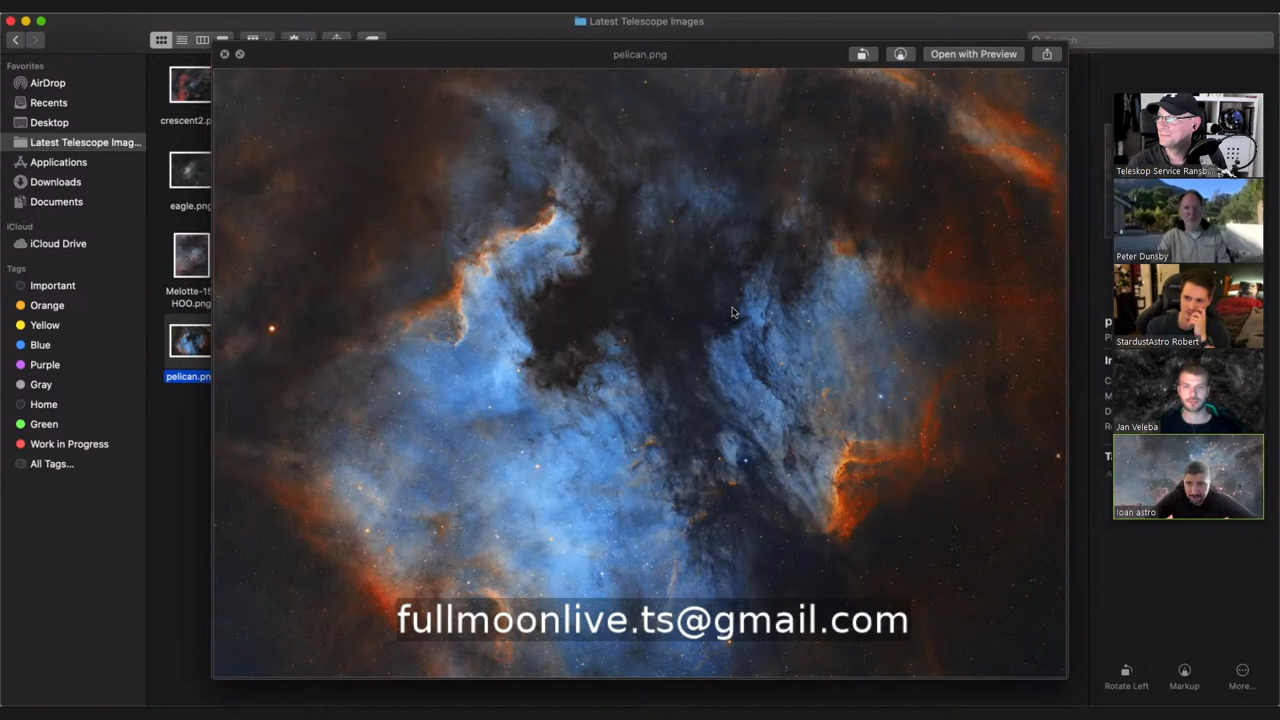 Latest Telescope Images
Search
pelican.png
Open with Preview
Favorites
AirDrop
Recents
Desktop
Latest Telescope Imag...
Applications
Downloads
Documents
iCloud
iCloud Drive
Tags
Important
Orange
Yellow
Blue
Purple
Gray
Home
Green
Work in Progress
All Tags...
crescent2.p
eagle.png
Melotte-15
HOO.png
pelican.pn
Teleskop Service Ransb...
Peter Dunsby
StardustAstro Robert
Jan Veleba
Ioan astro
fullmoonlive.ts@gmail.com
Rotate Left
Markup
More...